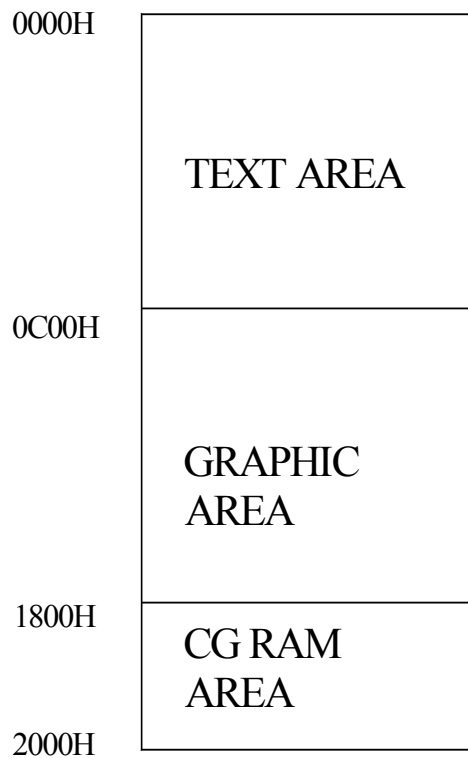 0000H
TEXT AREA
0C00H
GRAPHIC
AREA
1800H
CG RAM
AREA
2000H